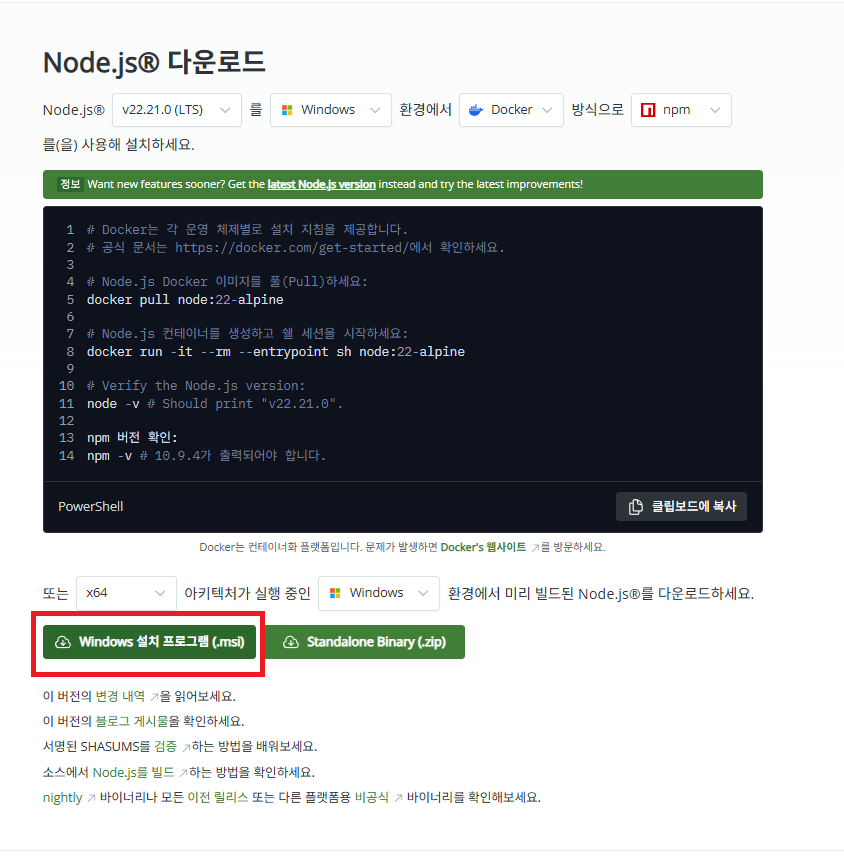 Node.js® 다운로드
Node.js® v22.21.0 (LTS) 를 Windows 환경에서 Docker 방식으로 npm
를(을) 사용해 설치하세요.
정보 Want new features sooner? Get the latest Node.js version instead and try the latest improvements!
1 # Docker는 각 운영 체제별로 설치 지침을 제공합니다.
2 # 공식 문서는 https://docker.com/get-started/에서 확인하세요.
3
4 # Node.js Docker 이미지를 풀(Pull)하세요:
5 docker pull node:22-alpine
6
7 # Node.js 컨테이너를 생성하고 쉘 세션을 시작하세요:
8 docker run -it --rm --entrypoint sh node:22-alpine
9
10 # Verify the Node.js version:
11 node -v # Should print "v22.21.0".
12
13 npm 버전 확인:
14 npm -v # 10.9.4가 출력되어야 합니다.
PowerShell 클립보드에 복사
Docker는 컨테이너화 플랫폼입니다. 문제가 발생하면 Docker's 웹사이트 ↗를 방문하세요.
또는 x64 아키텍처가 실행 중인 Windows 환경에서 미리 빌드된 Node.js®를 다운로드하세요.
Windows 설치 프로그램 (.msi) Standalone Binary (.zip)
이 버전의 변경 내역 ↗을 읽어보세요.
이 버전의 블로그 게시물을 확인하세요.
서명된 SHASUMS를 검증 ↗하는 방법을 배워보세요.
소스에서 Node.js를 빌드 ↗하는 방법을 확인하세요.
nightly ↗ 바이너리나 모든 이전 릴리스 또는 다른 플랫폼용 비공식 ↗ 바이너리를 확인해보세요.